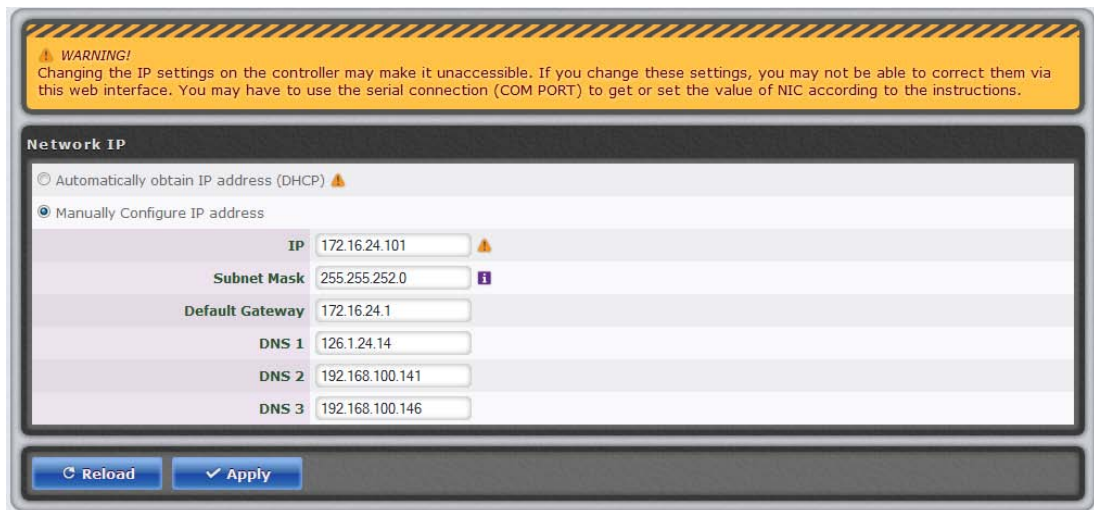 WARNING!
Changing the IP settings on the controller may make it unaccessible. If you change these settings, you may not be able to correct them via
this web interface. You may have to use the serial connection (COM PORT) to get or set the value of NIC according to the instructions.
Network IP
Automatically obtain IP address (DHCP)
Manually Configure IP address
IP 172.16.24.101
Subnet Mask 255.255.252.0
Default Gateway 172.16.24.1
DNS 1 126.1.24.14
DNS 2 192.168.100.141
DNS 3 192.168.100.146
Reload Apply